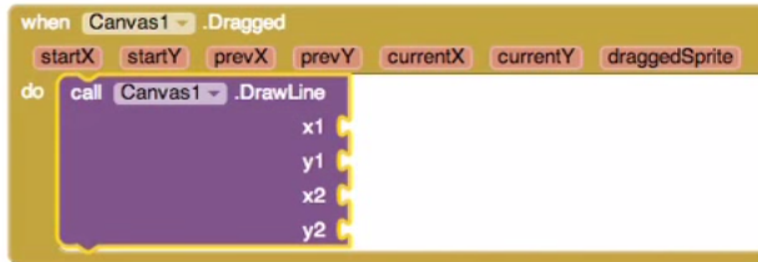 when Canvas1 .Dragged
startX startY prevX prevY currentX currentY draggedSprite
do call Canvas1 .DrawLine
x1
y1
x2
y2